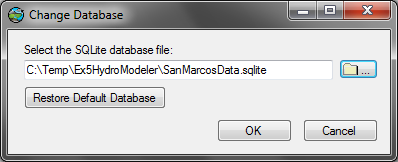 Change Database
Select the SQLite database file:
C:\Temp\Ex5HydroModeler\SanMarcosData.sqlite
...
Restore Default Database
OK
Cancel